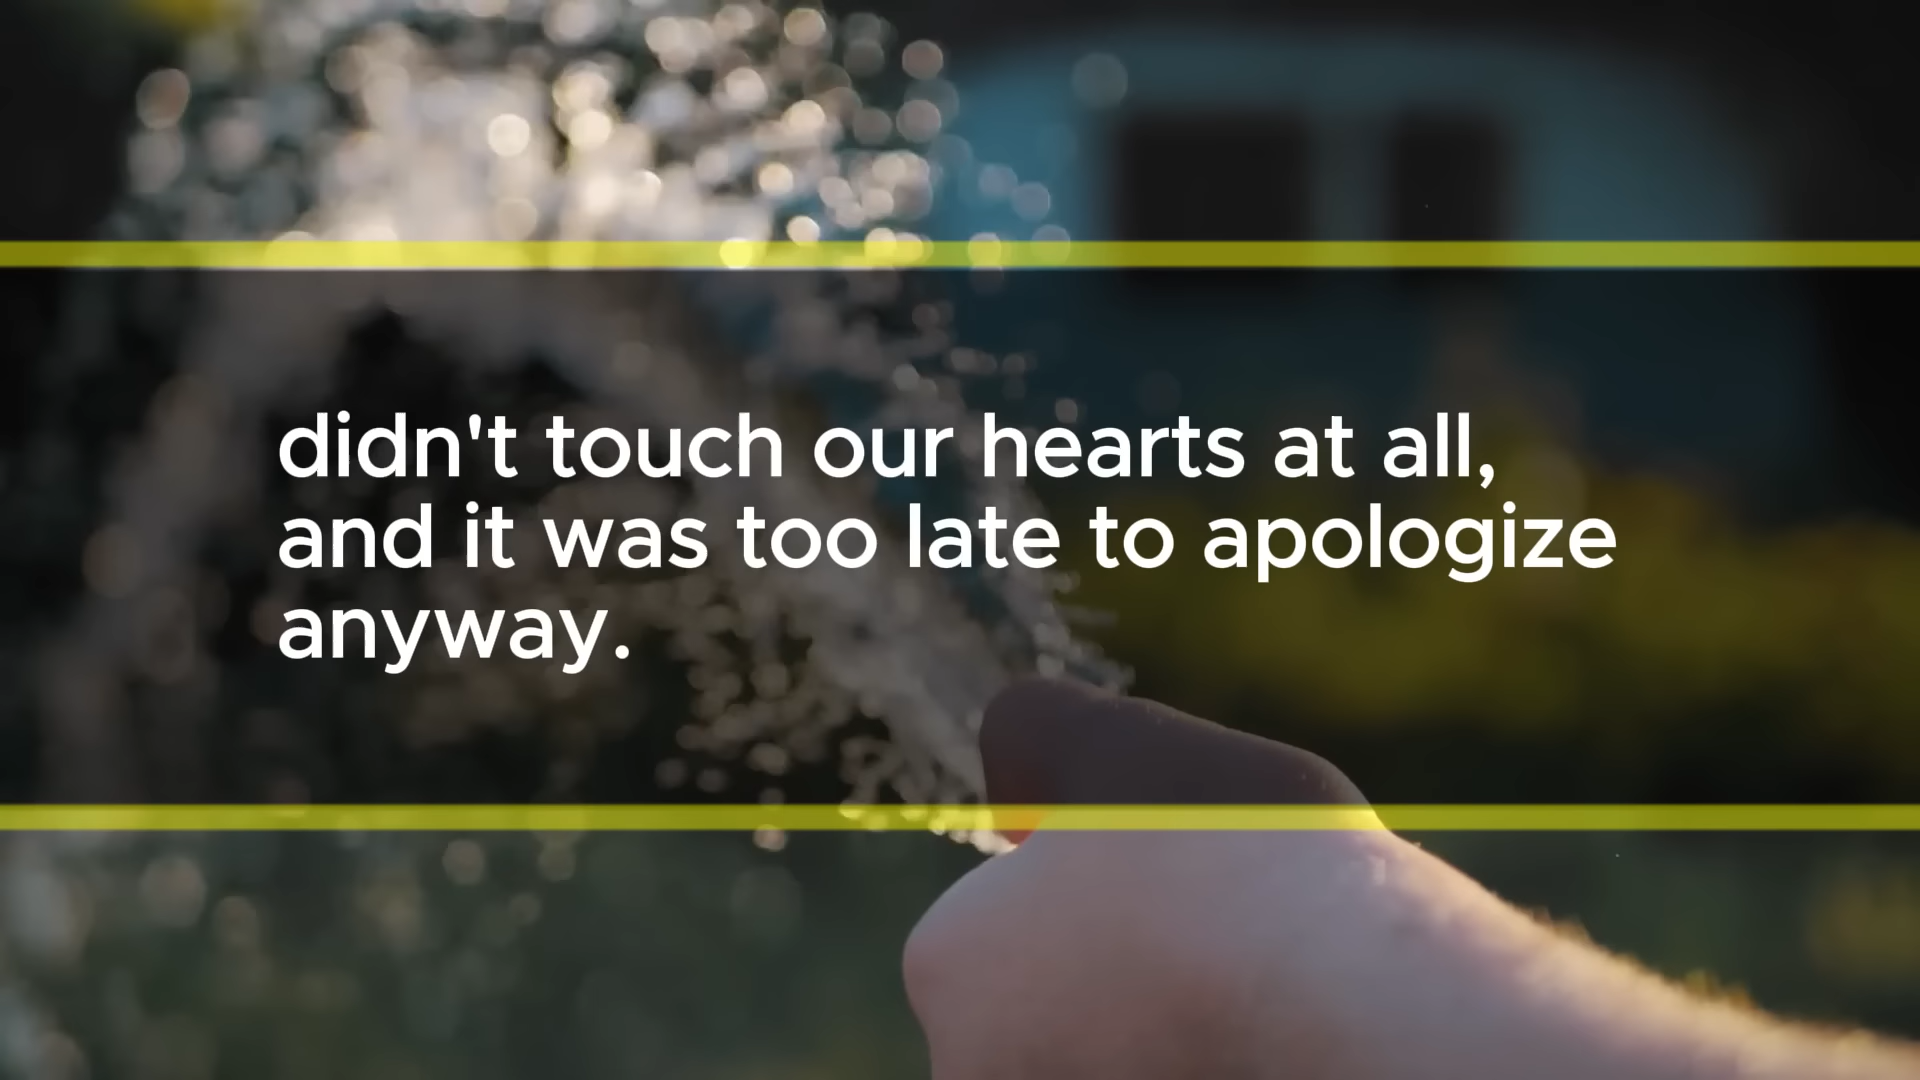 didn't touch our hearts at all,
and it was too late to apologize
anyway.